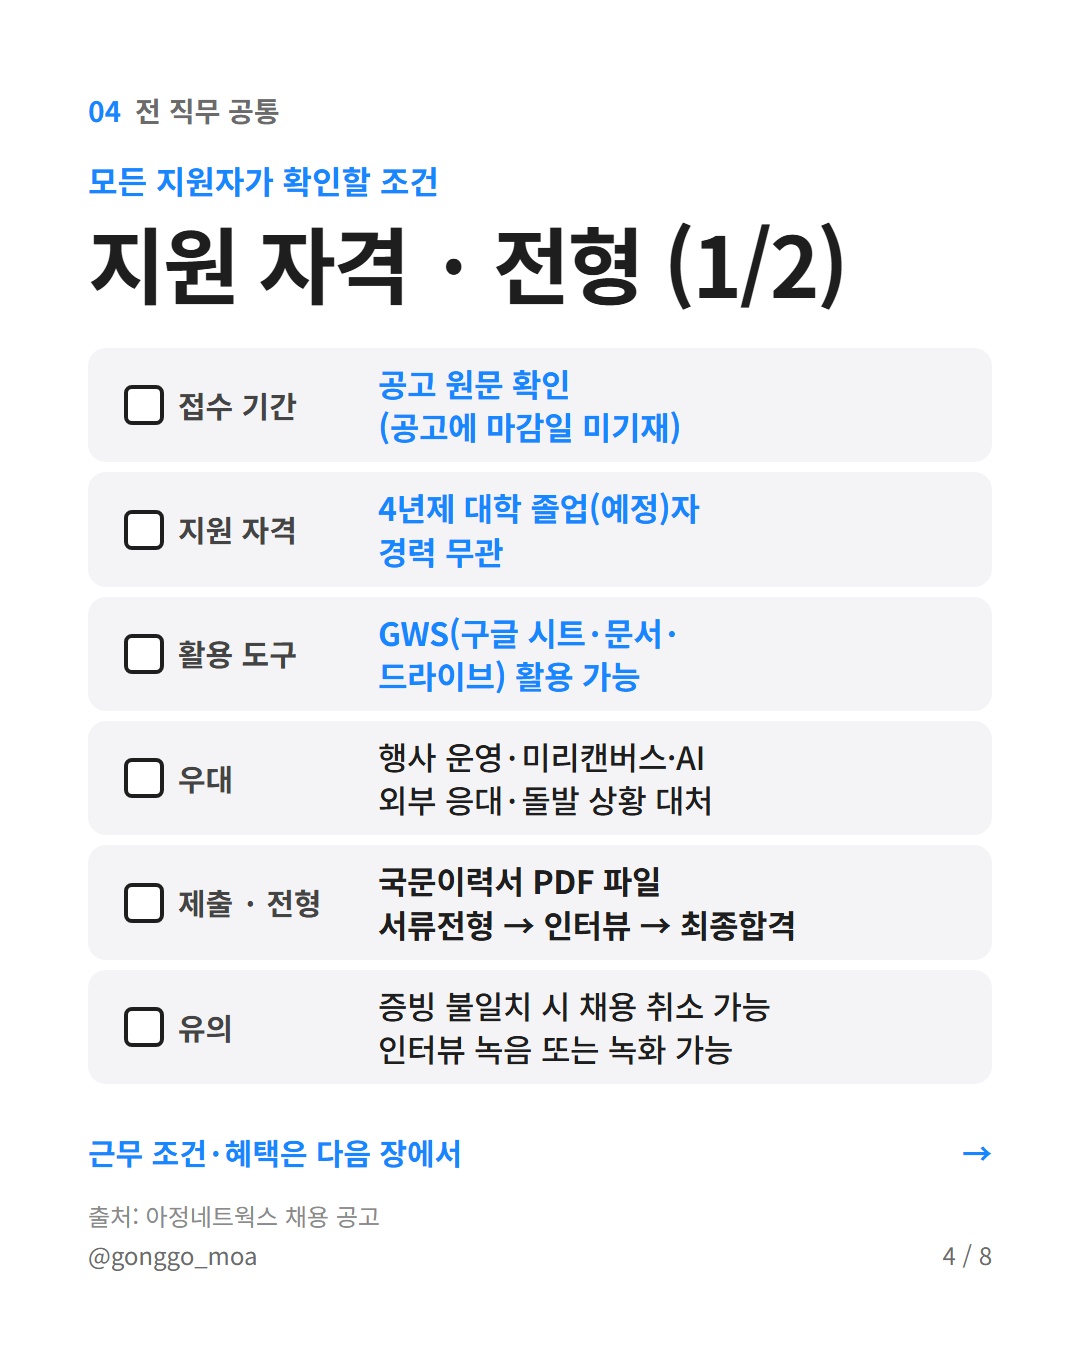 04 전 직무 공통
모든 지원자가 확인할 조건
지원 자격 · 전형 (1/2)
접수 기간
공고 원문 확인
(공고에 마감일 미기재)
지원 자격
4년제 대학 졸업(예정)자
경력 무관
활용 도구
GWS(구글 시트·문서·
드라이브) 활용 가능
우대
행사 운영·미리캔버스·AI
외부 응대·돌발 상황 대처
제출 · 전형
국문이력서 PDF 파일
서류전형 → 인터뷰 → 최종합격
유의
증빙 불일치 시 채용 취소 가능
인터뷰 녹음 또는 녹화 가능
근무 조건·혜택은 다음 장에서 →
출처: 아정네트웍스 채용 공고
@gonggo_moa
4 / 8